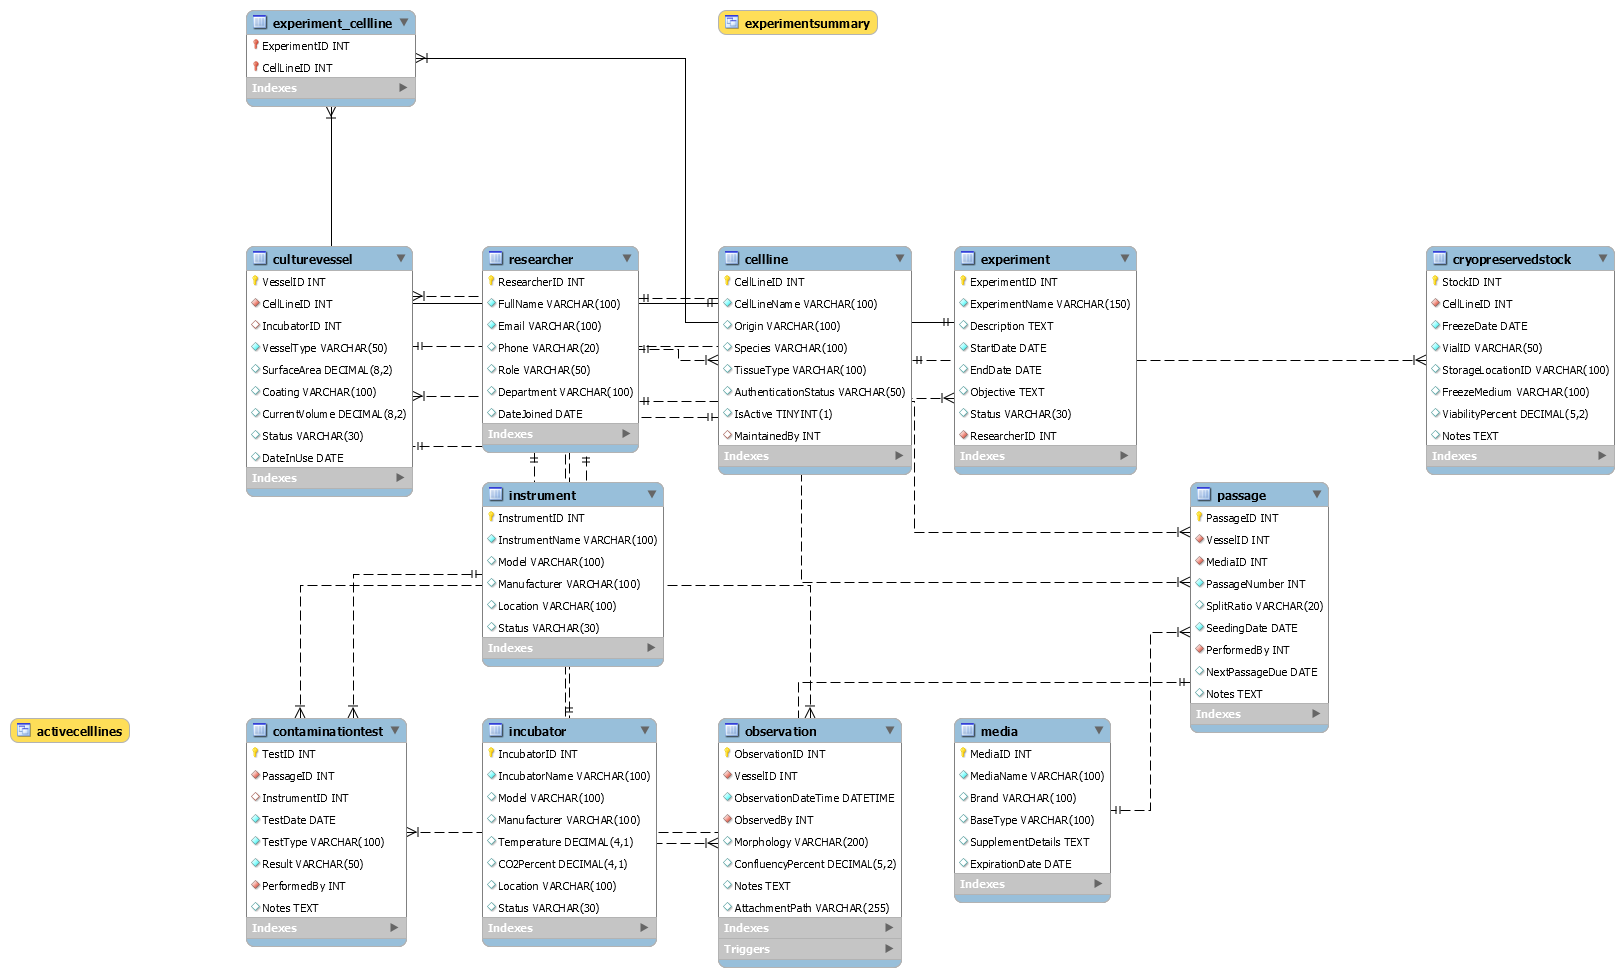 experiment_cellline
ExperimentID INT
CellLineID INT
Indexes
experimentsummary
culturevessel
VesselID INT
CellLineID INT
IncubatorID INT
VesselType VARCHAR(50)
SurfaceArea DECIMAL(8,2)
Coating VARCHAR(100)
CurrentVolume DECIMAL(8,2)
Status VARCHAR(30)
DateInUse DATE
Indexes
researcher
ResearcherID INT
FullName VARCHAR(100)
Email VARCHAR(100)
Phone VARCHAR(20)
Role VARCHAR(50)
Department VARCHAR(100)
DateJoined DATE
Indexes
cellline
CellLineID INT
CellLineName VARCHAR(100)
Origin VARCHAR(100)
Species VARCHAR(100)
TissueType VARCHAR(100)
AuthenticationStatus VARCHAR(50)
IsActive TINYINT(1)
MaintainedBy INT
Indexes
experiment
ExperimentID INT
ExperimentName VARCHAR(150)
Description TEXT
StartDate DATE
EndDate DATE
Objective TEXT
Status VARCHAR(30)
ResearcherID INT
Indexes
cryopreservedstock
StockID INT
CellLineID INT
FreezeDate DATE
VialID VARCHAR(50)
StorageLocationID VARCHAR(100)
FreezeMedium VARCHAR(100)
ViabilityPercent DECIMAL(5,2)
Notes TEXT
Indexes
instrument
InstrumentID INT
InstrumentName VARCHAR(100)
Model VARCHAR(100)
Manufacturer VARCHAR(100)
Location VARCHAR(100)
Status VARCHAR(30)
Indexes
passage
PassageID INT
VesselID INT
MediaID INT
PassageNumber INT
SplitRatio VARCHAR(20)
SeedingDate DATE
PerformedBy INT
NextPassageDue DATE
Notes TEXT
Indexes
activecelllines
contaminationtest
TestID INT
PassageID INT
InstrumentID INT
TestDate DATE
TestType VARCHAR(100)
Result VARCHAR(50)
PerformedBy INT
Notes TEXT
Indexes
incubator
IncubatorID INT
IncubatorName VARCHAR(100)
Model VARCHAR(100)
Manufacturer VARCHAR(100)
Temperature DECIMAL(4,1)
CO2Percent DECIMAL(4,1)
Location VARCHAR(100)
Status VARCHAR(30)
Indexes
observation
ObservationID INT
VesselID INT
ObservationDateTime DATETIME
ObservedBy INT
Morphology VARCHAR(200)
ConfluencyPercent DECIMAL(5,2)
Notes TEXT
AttachmentPath VARCHAR(255)
Indexes
Triggers
media
MediaID INT
MediaName VARCHAR(100)
Brand VARCHAR(100)
BaseType VARCHAR(100)
SupplementDetails TEXT
ExpirationDate DATE
Indexes